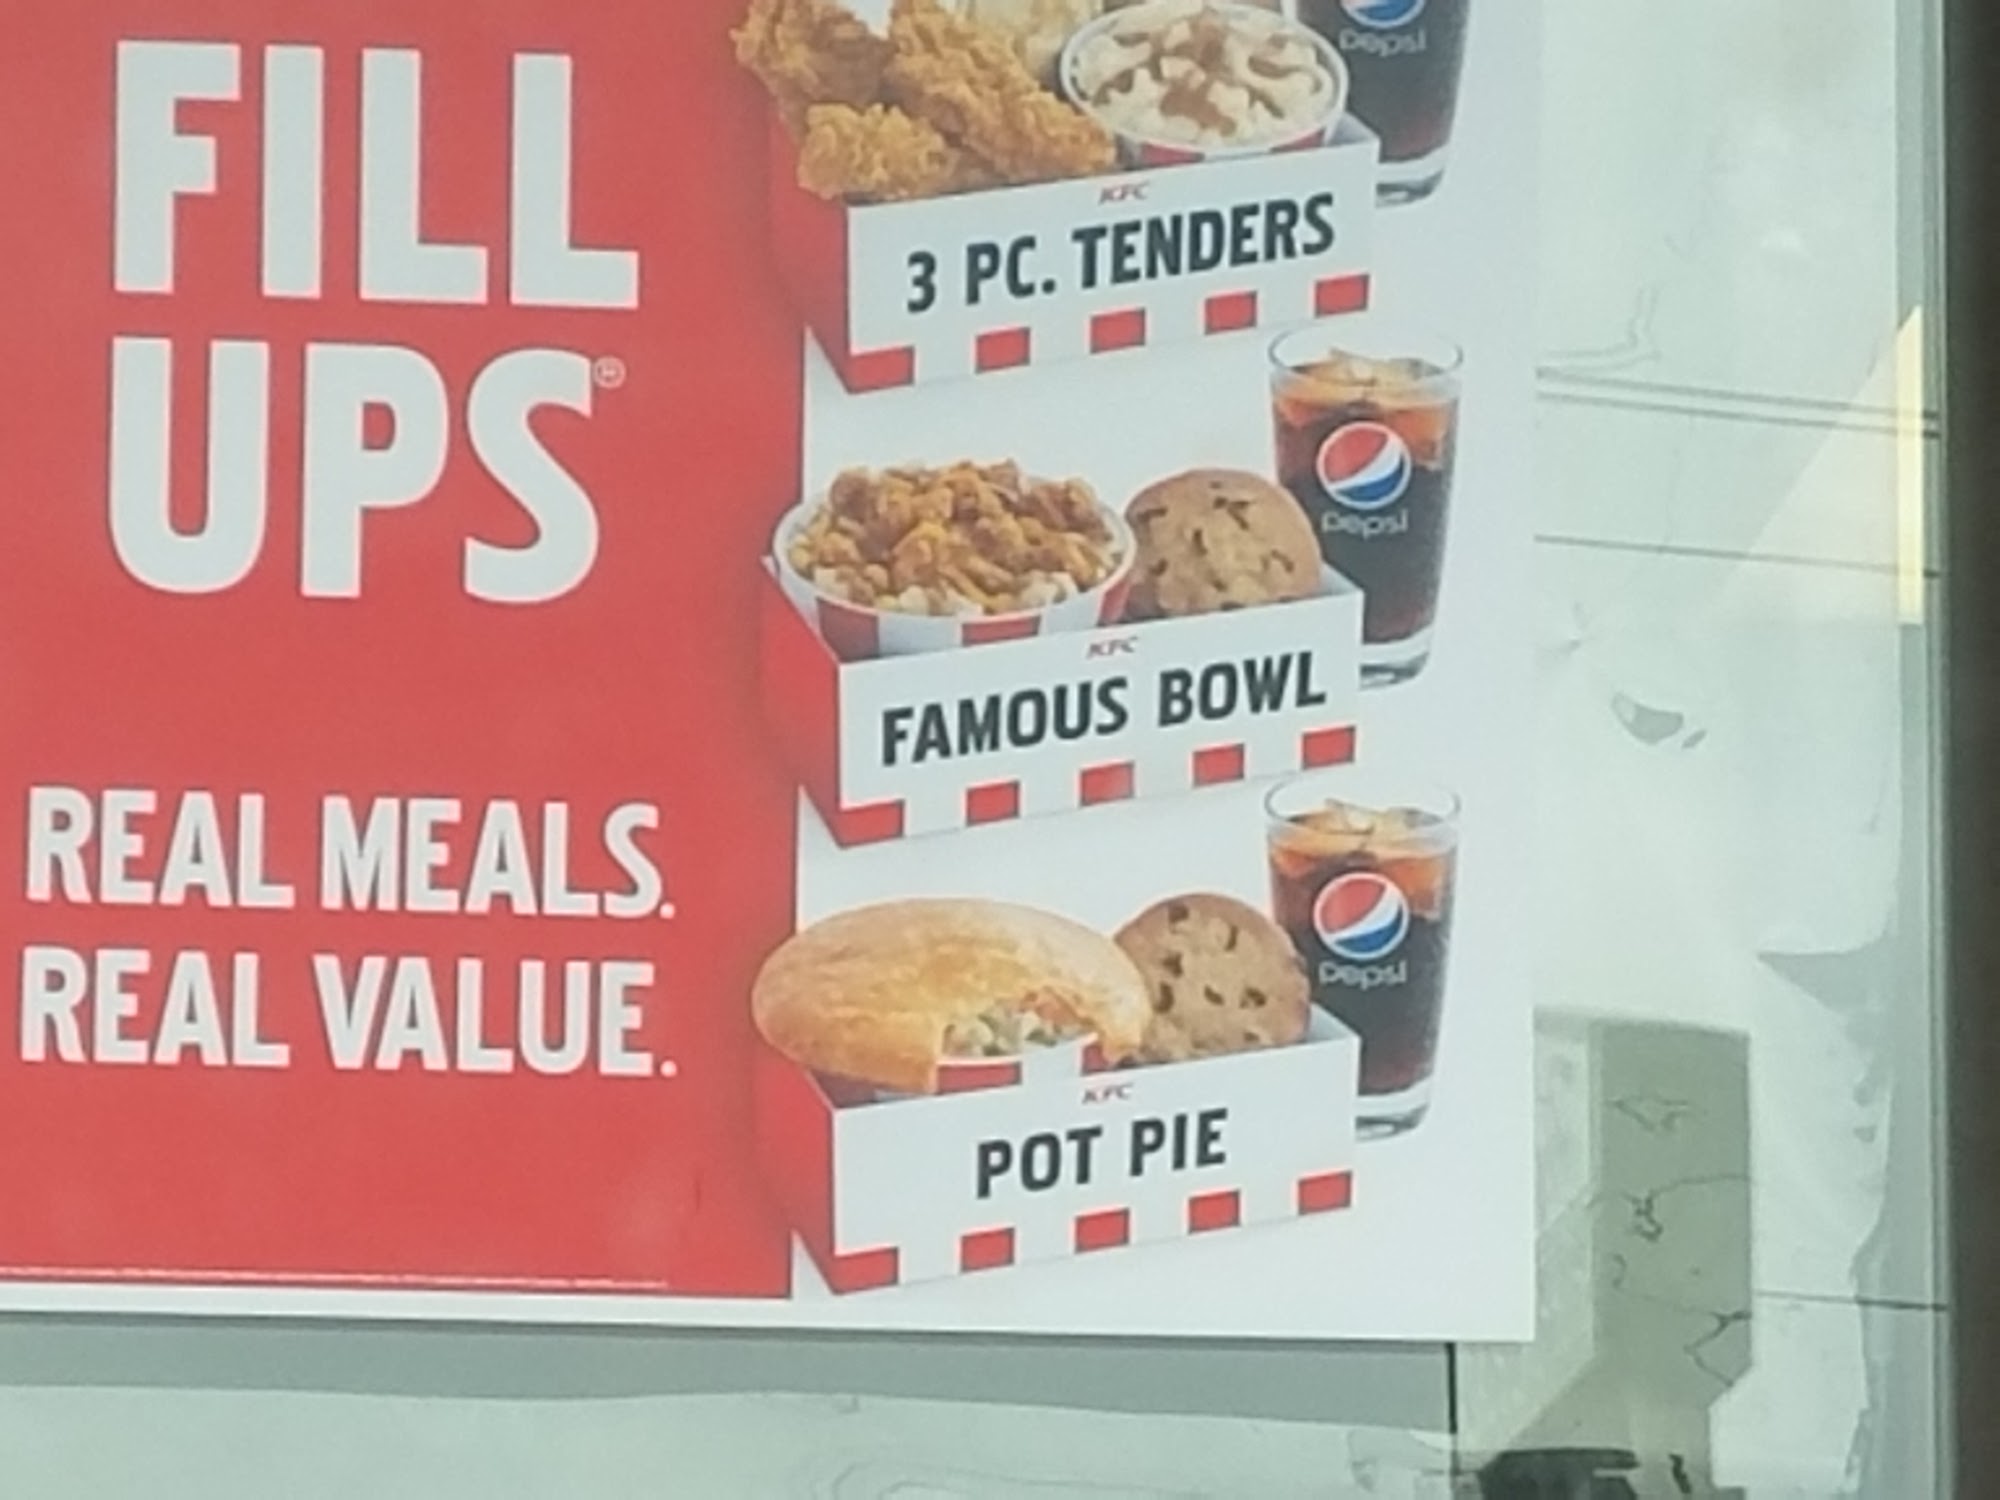 FILL
UPS®
REAL MEALS.
REAL VALUE.
pepsi
KFC
3 PC. TENDERS
pepsi
KFC
FAMOUS BOWL
pepsi
KFC
POT PIE